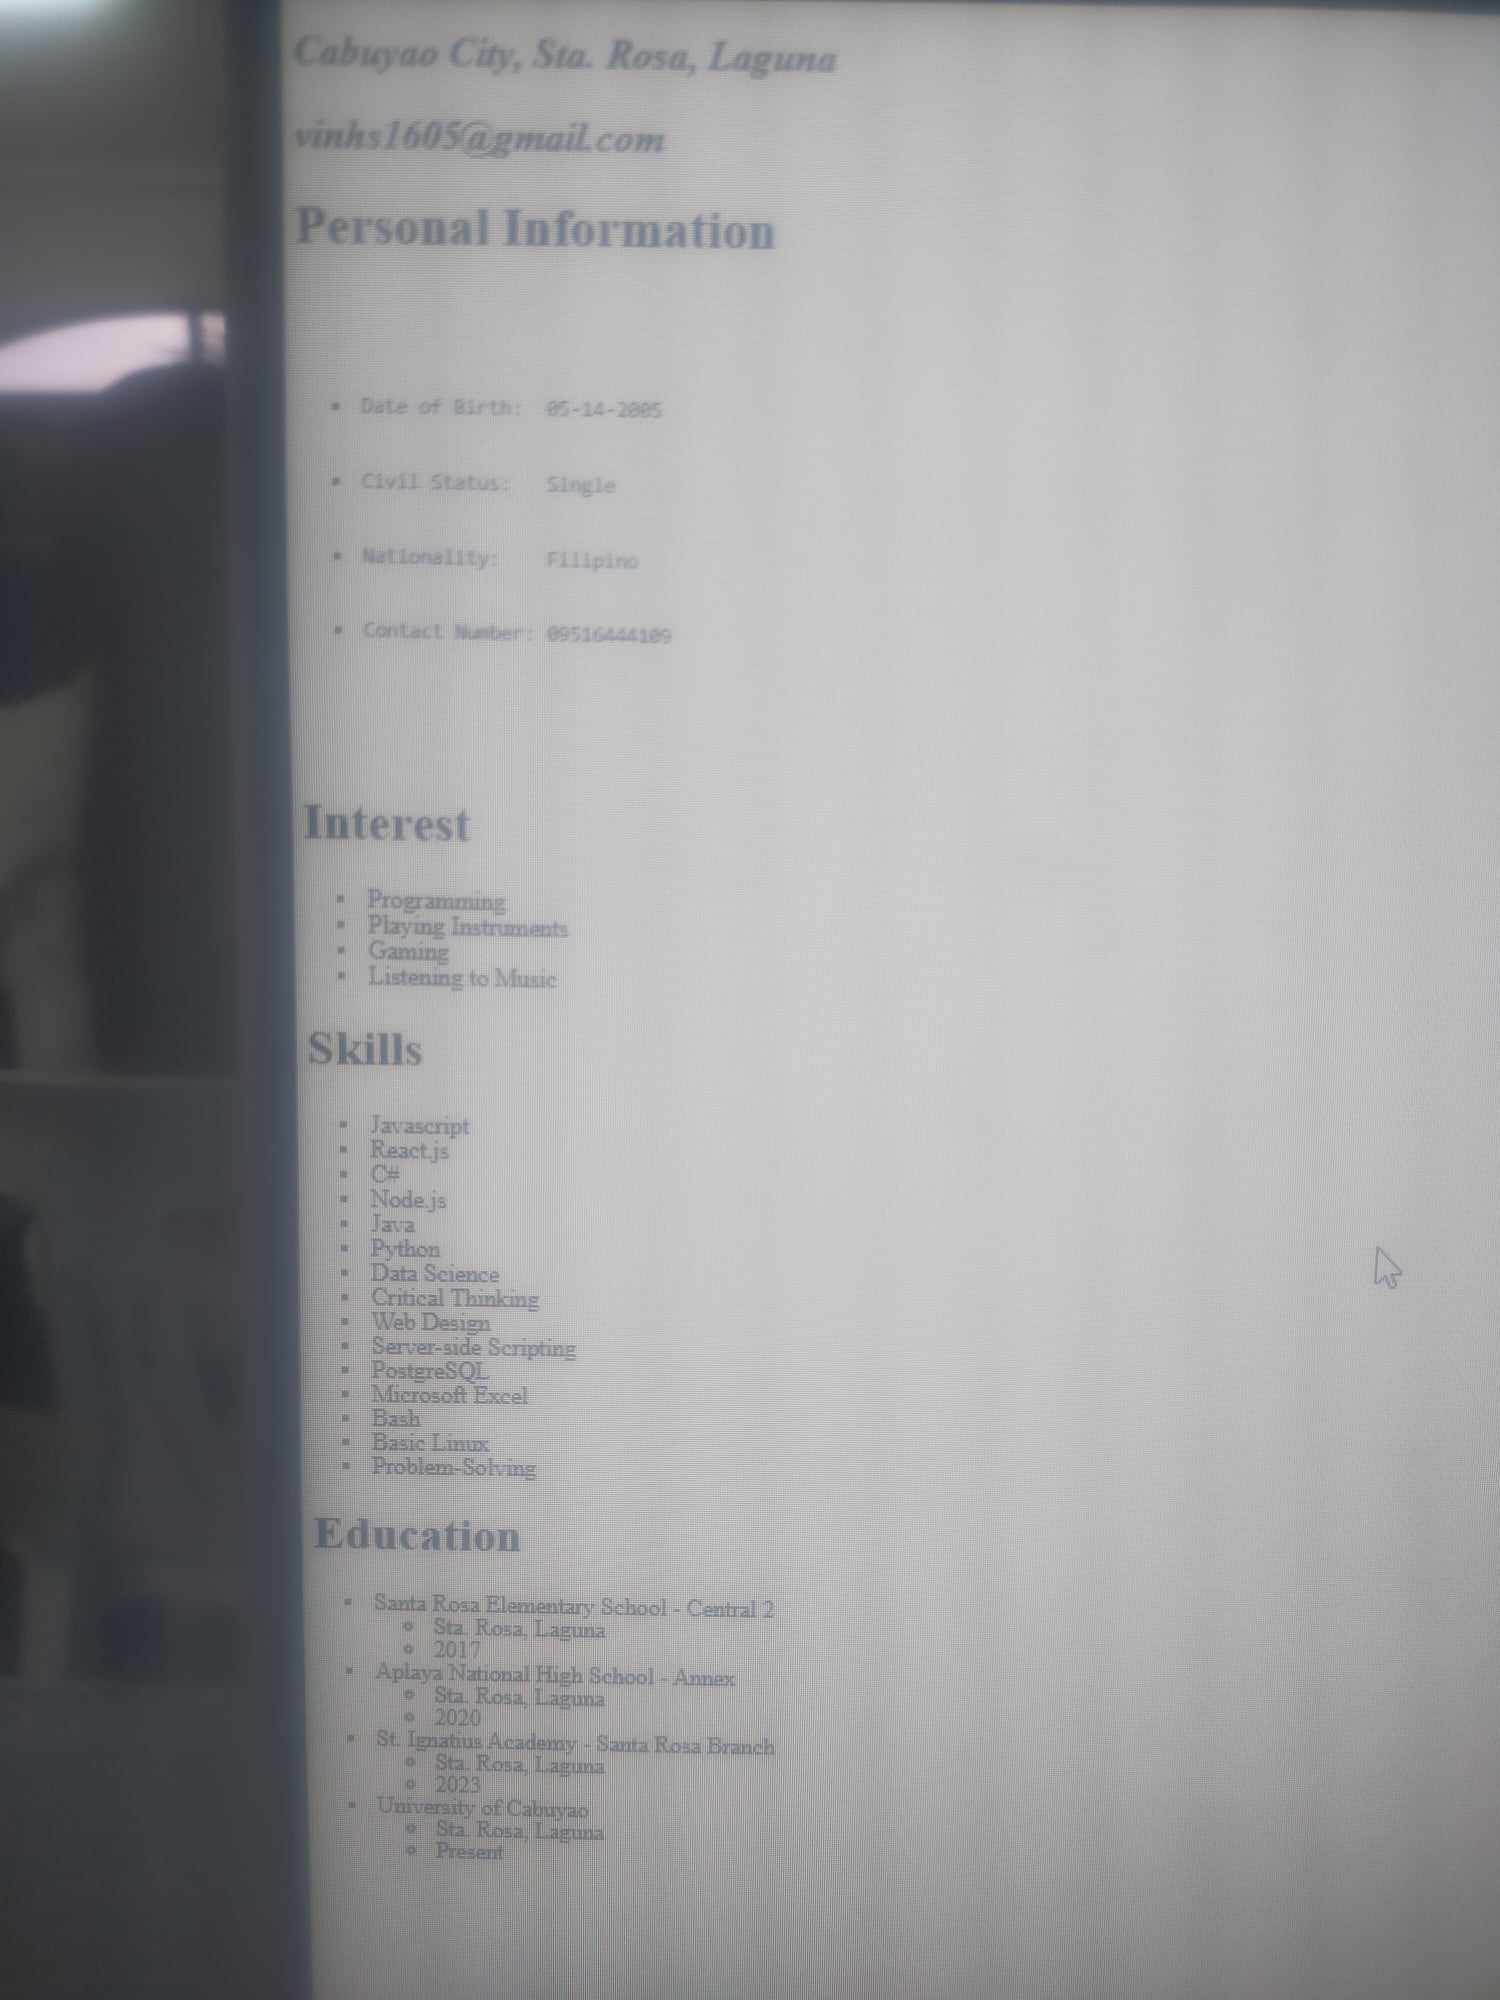 Cabuyao City, Sta. Rosa, Laguna
vinhs1605@gmail.com
Personal Information
Date of Birth: 05-14-2005
Civil Status: Single
Nationality: Filipino
Contact Number: 09516444109
Interest
Programming
Playing Instruments
Gaming
Listening to Music
Skills
Javascript
React.js
C#
Node.js
Java
Python
Data Science
Critical Thinking
Web Design
Server-side Scripting
PostgreSQL
Microsoft Excel
Bash
Basic Linux
Problem-Solving
Education
Santa Rosa Elementary School - Central 2
Sta. Rosa, Laguna
2017
Aplaya National High School - Annex
Sta. Rosa, Laguna
2020
St. Ignatius Academy - Santa Rosa Branch
Sta. Rosa, Laguna
2023
University of Cabuyao
Sta. Rosa, Laguna
Present